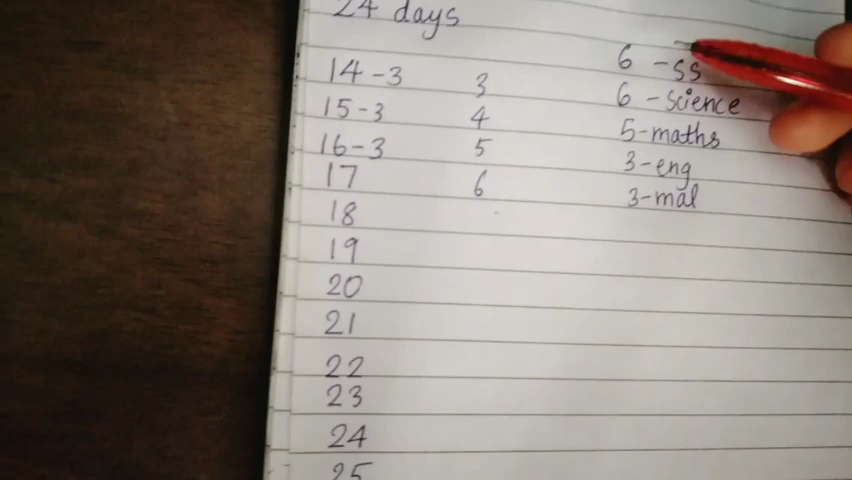 24 days
14-3 3 6 - SS
15-3 4 6 - science
16-3 5 5-maths
17 6 3-eng
18 3-mal
19
20
21
22
23
24
25